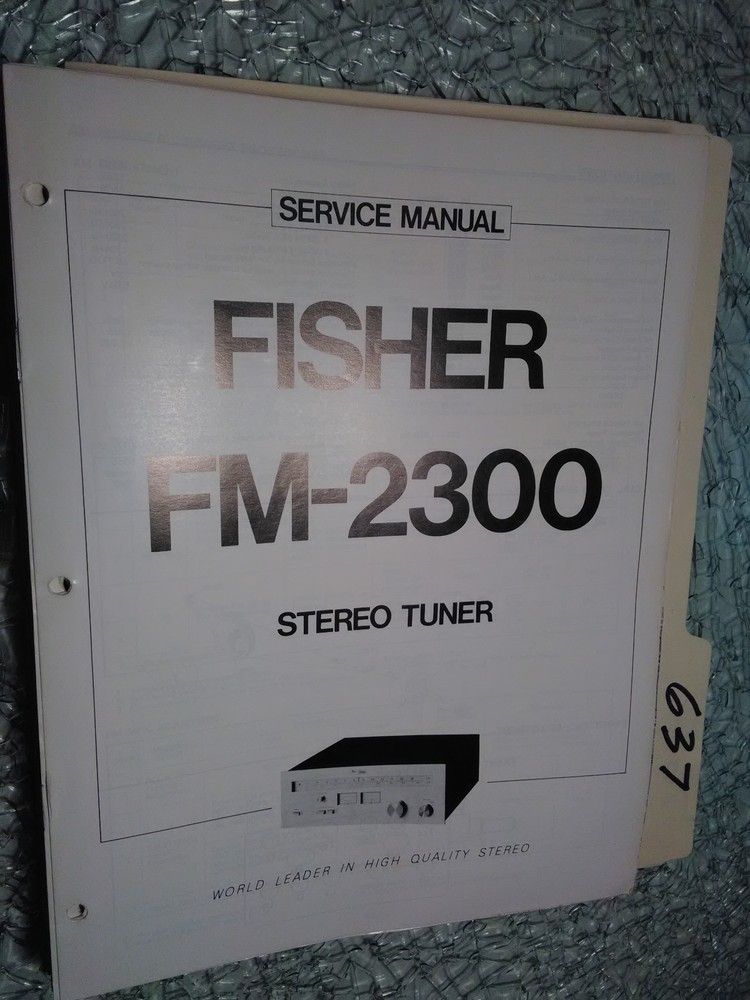 SERVICE MANUAL
FISHER
FM-2300
STEREO TUNER
WORLD LEADER IN HIGH QUALITY STEREO
637